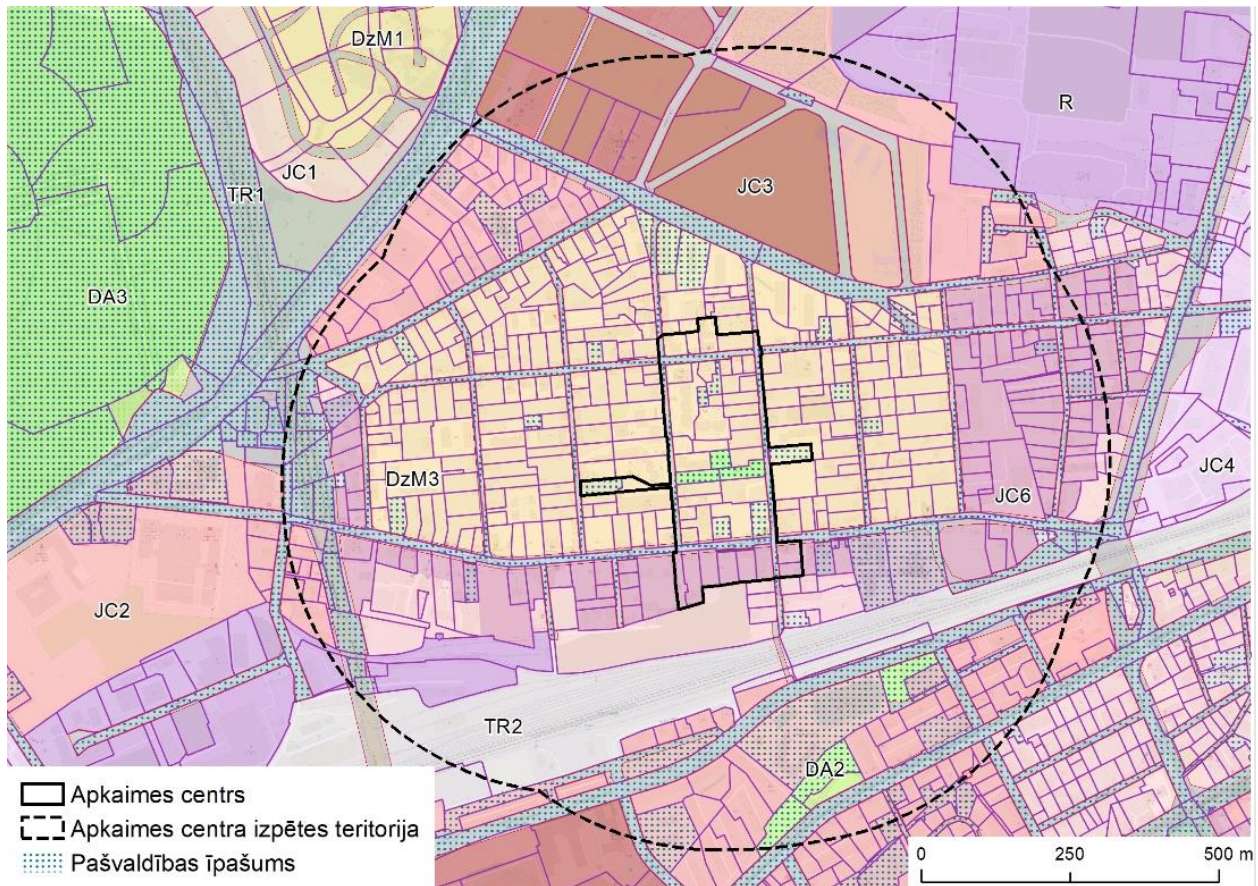 DzM1
R
JC1
TR1
JC3
DA3
DzM3
JC4
JC6
JC2
TR2
DA2
Apkaimes centrs
Apkaimes centra izpētes teritorija
Pašvaldības īpašums
0 250 500 m